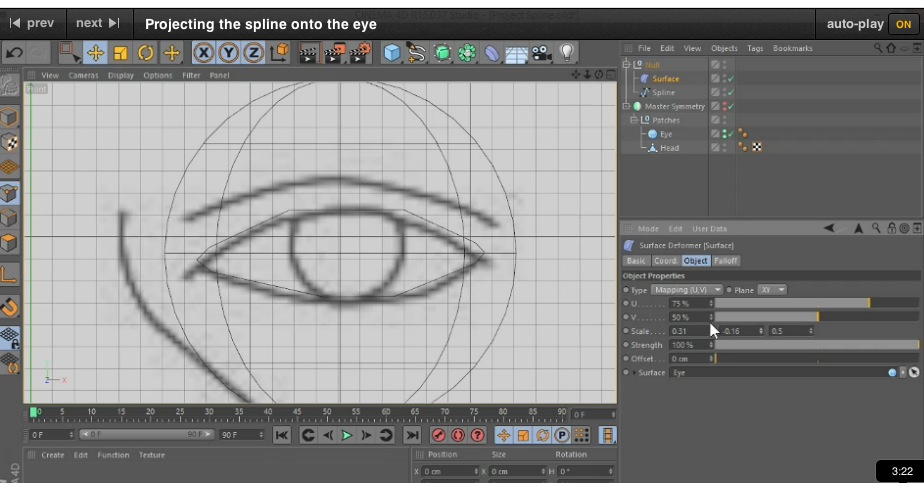 prev next Projecting the spline onto the eye auto-play ON
File Edit View Objects Tags Bookmarks
View Cameras Display Options Filter Panel
Front
Null
Surface
Spline
Master Symmetry
Patches
Eye
Head
Mode Edit User Data
Surface Deformer [Surface]
Basic Coord. Object Falloff
Object Properties
Type Mapping (U,V) Plane XY
U 75 %
V 50 %
Scale 0.31 -0.16 0.5
Strength 100 %
Offset 0 cm
Surface Eye
Z X
0 5 10 15 20 25 30 35 40 45 50 55 60 65 70 75 80 85 90 0 F
0 F 0 F 90 F 90 F
Create Edit Function Texture
Position Size Rotation
X 0 cm X 0 cm H 0°
3:22